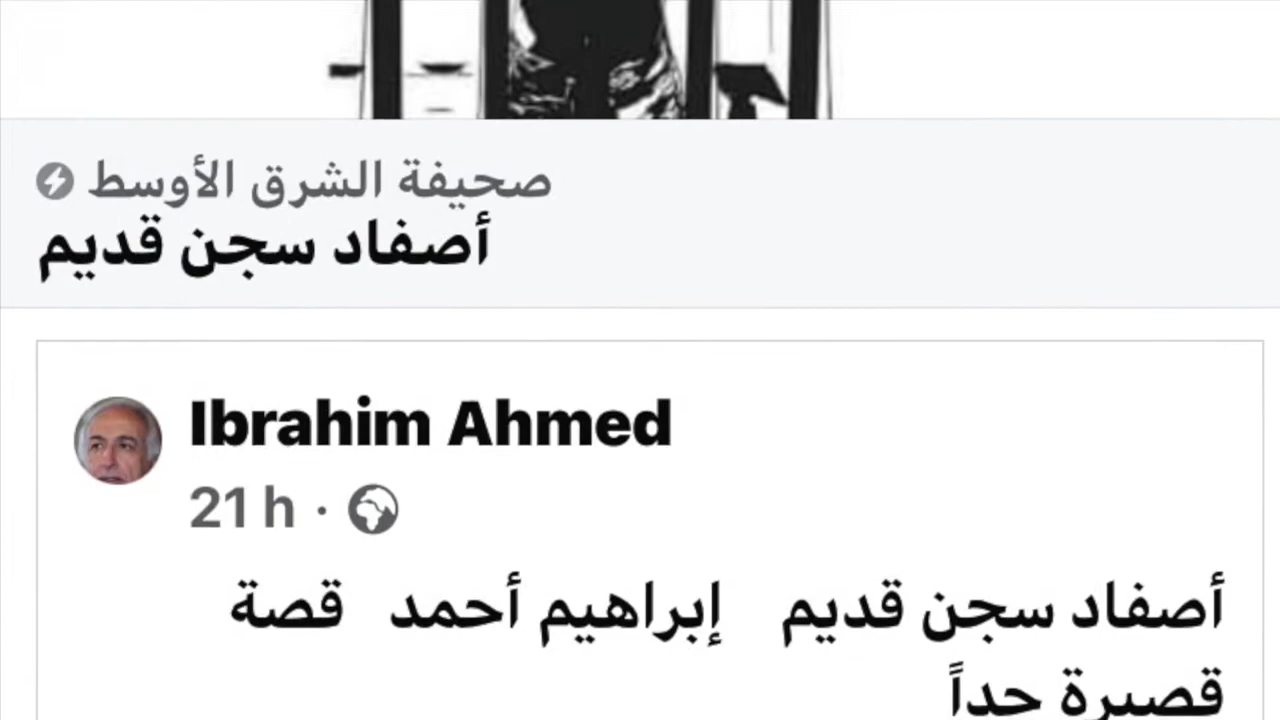 صحيفة الشرق الأوسط
أصفاد سجن قديم
Ibrahim Ahmed
21 h ·
أصفاد سجن قديم إبراهيم أحمد قصة
قصيرة جداً